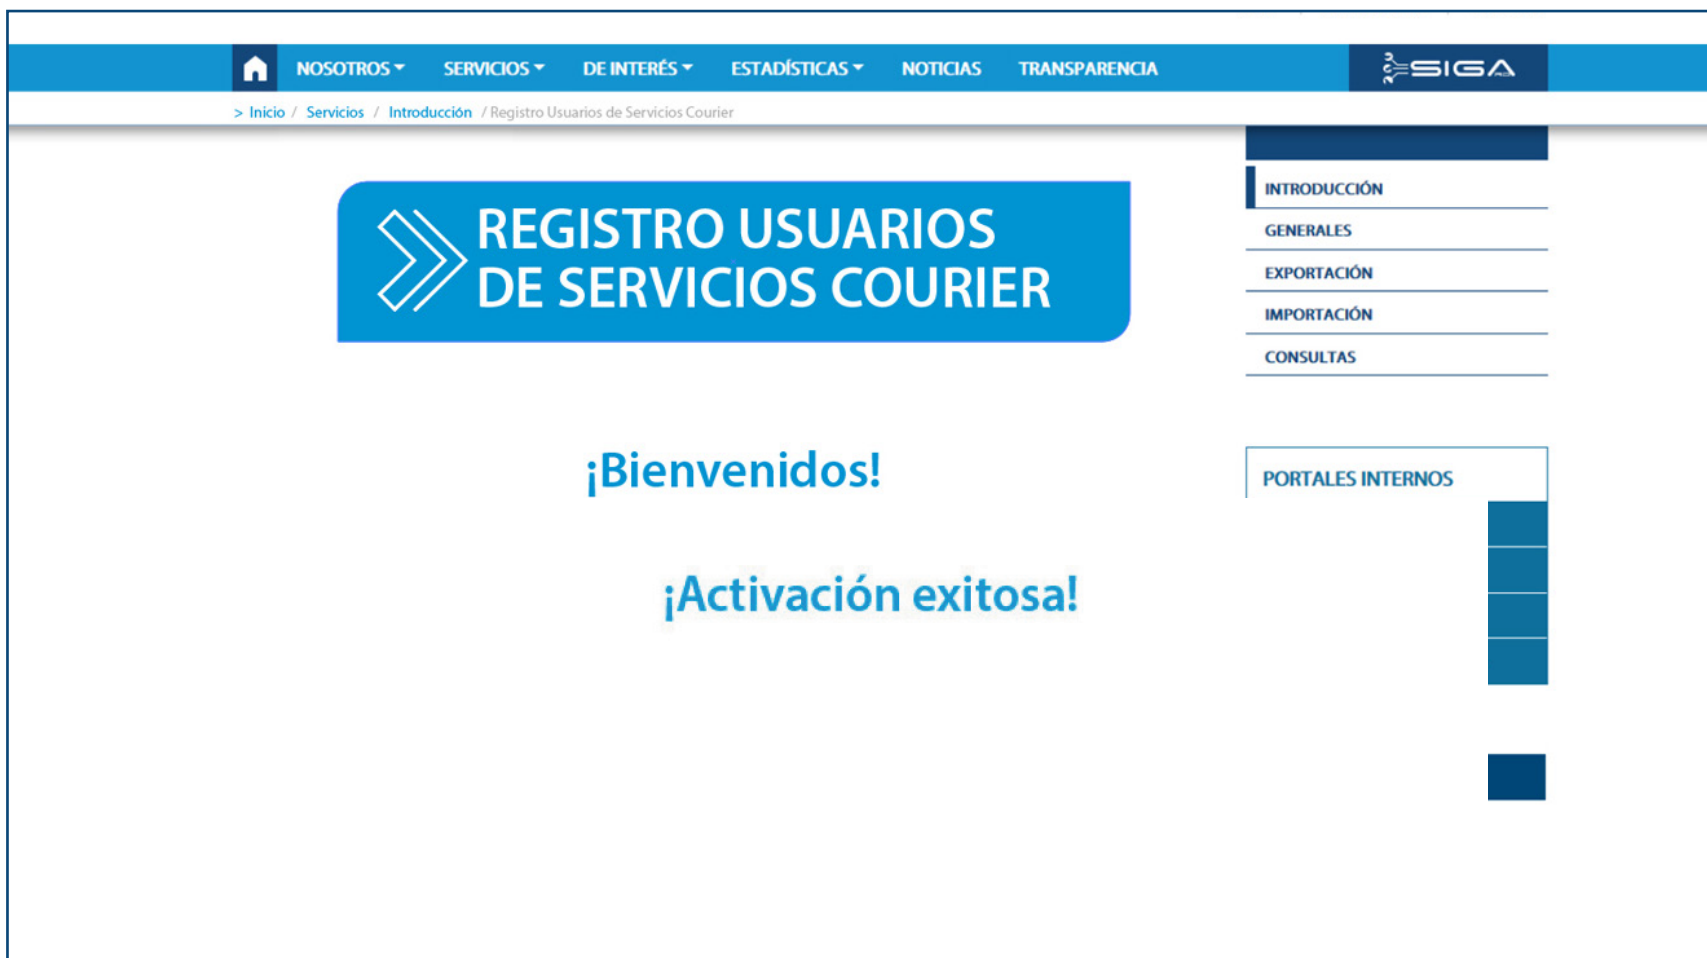 NOSOTROS SERVICIOS DE INTERÉS ESTADÍSTICAS NOTICIAS TRANSPARENCIA SIGA
> Inicio / Servicios / Introducción / Registro Usuarios de Servicios Courier
REGISTRO USUARIOS
DE SERVICIOS COURIER
INTRODUCCIÓN
GENERALES
EXPORTACIÓN
IMPORTACIÓN
CONSULTAS
¡Bienvenidos!
PORTALES INTERNOS
¡Activación exitosa!